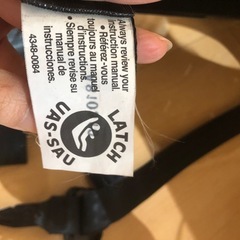 Always review your
instruction manual.
• Référez-vous
toujours au manuel
d'instructions.
• Siempre revise su
manual de
instrucciones.
4348-0084
LATCH
UAS·SAU